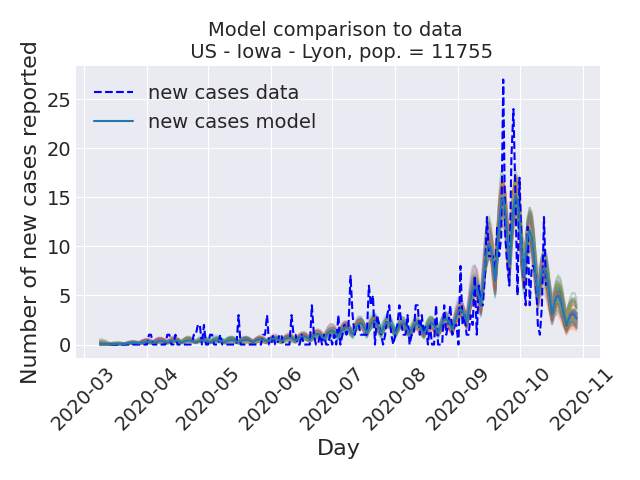 Model comparison to data
US - Iowa - Lyon, pop. = 11755
Number of new cases reported
new cases data
new cases model
25
20
15
10
5
0
2020-03
2020-04
2020-05
2020-06
2020-07
2020-08
2020-09
2020-10
2020-11
Day